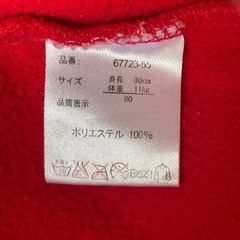 品番: 67723-55
サイズ 身長 80cm
体重 11kg
品質表示 80
ポリエステル 100%